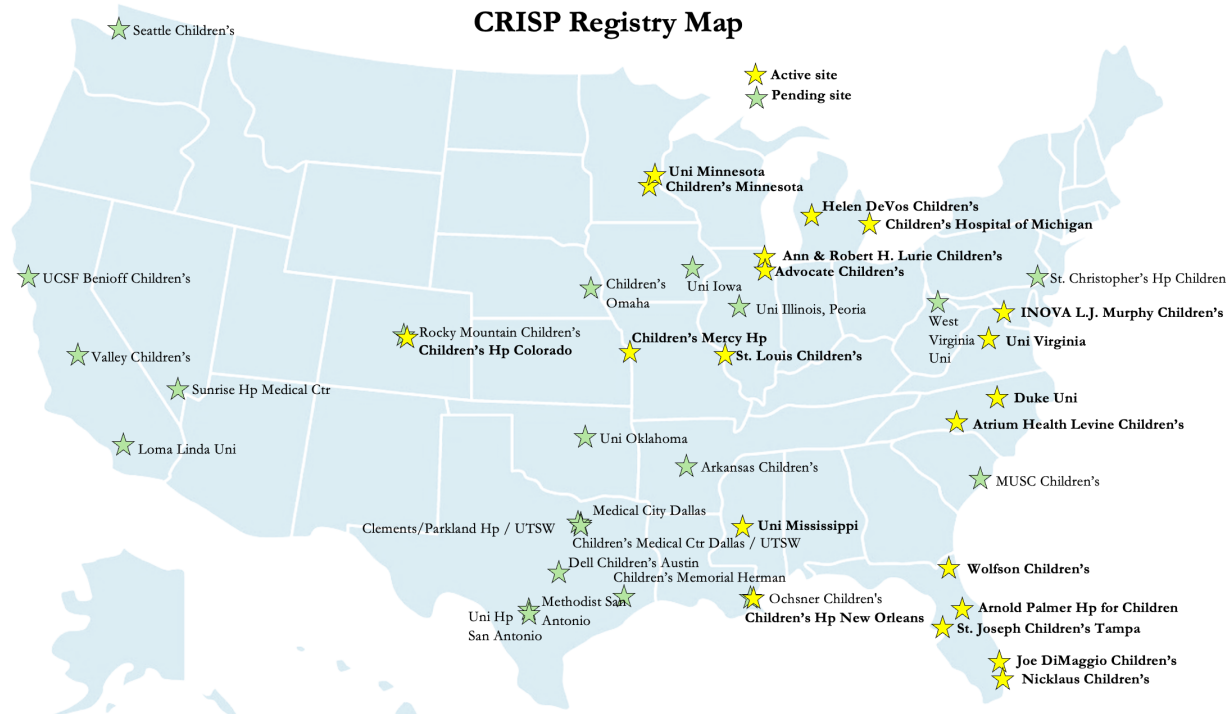 CRISP Registry Map
Seattle Children's
Active site
Pending site
Uni Minnesota
Children's Minnesota
Helen DeVos Children's
Children's Hospital of Michigan
Ann & Robert H. Lurie Children's
Advocate Children's
UCSF Benioff Children's
Children's
Omaha
Uni Iowa
St. Christopher's Hp Children
Uni Illinois, Peoria
INOVA L.J. Murphy Children's
West
Virginia
Uni
Uni Virginia
Rocky Mountain Children's
Children's Hp Colorado
Children's Mercy Hp
St. Louis Children's
Valley Children's
Sunrise Hp Medical Ctr
Duke Uni
Atrium Health Levine Children's
Loma Linda Uni
Uni Oklahoma
Arkansas Children's
MUSC Children's
Medical City Dallas
Clements/Parkland Hp / UTSW
Children's Medical Ctr Dallas / UTSW
Uni Mississippi
Dell Children's Austin
Children's Memorial Herman
Wolfson Children's
Methodist San
Antonio
Uni Hp
San Antonio
Ochsner Children's
Children's Hp New Orleans
Arnold Palmer Hp for Children
St. Joseph Children's Tampa
Joe DiMaggio Children's
Nicklaus Children's